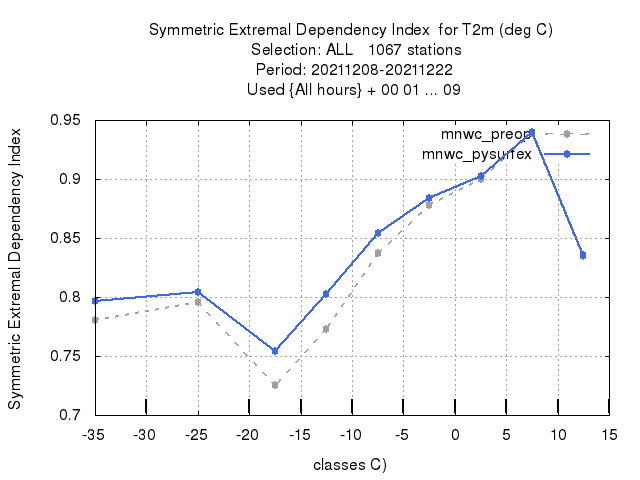 Symmetric Extremal Dependency Index  for T2m (deg C)
Selection: ALL   1067 stations
Period: 20211208-20211222
Used {All hours} + 00 01 ... 09
mnwc_preop
mnwc_pysurfex
Symmetric Extremal Dependency Index
0.95
0.9
0.85
0.8
0.75
0.7
-35 -30 -25 -20 -15 -10 -5 0 5 10 15
classes C)